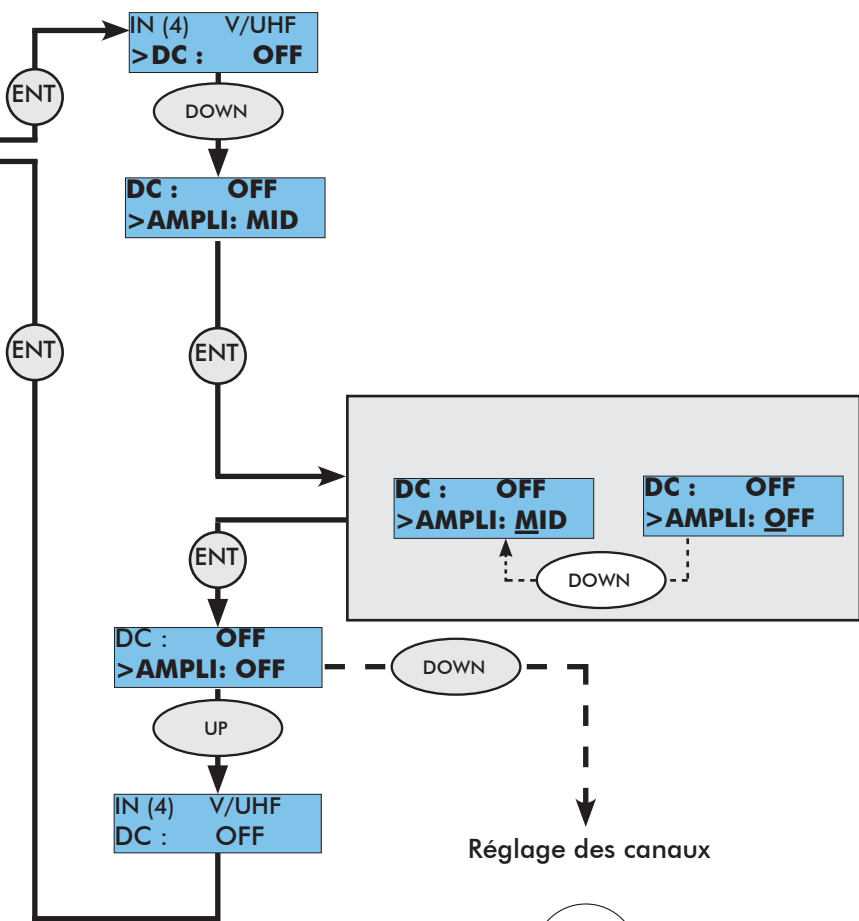 IN (4) V/UHF
>DC : OFF
ENT
DOWN
DC : OFF
>AMPLI: MID
ENT
ENT
DC : OFF
>AMPLI: MID
DC : OFF
>AMPLI: OFF
DOWN
ENT
DC : OFF
>AMPLI: OFF
DOWN
UP
IN (4) V/UHF
DC : OFF
Réglage des canaux